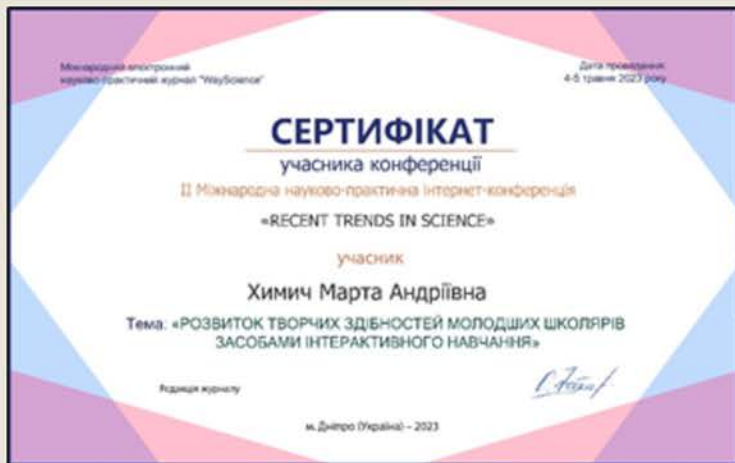 Міжнародний електронний
науково-практичний журнал "WayScience"
Дата проведення:
4-5 травня 2023 року
СЕРТИФІКАТ
учасника конференції
ІІ Міжнародна науково-практична інтернет-конференція
«RECENT TRENDS IN SCIENCE»
учасник
Химич Марта Андріївна
Тема: «РОЗВИТОК ТВОРЧИХ ЗДІБНОСТЕЙ МОЛОДШИХ ШКОЛЯРІВ
ЗАСОБАМИ ІНТЕРАКТИВНОГО НАВЧАННЯ»
Редакція журналу
м.Дніпро (Україна) – 2023